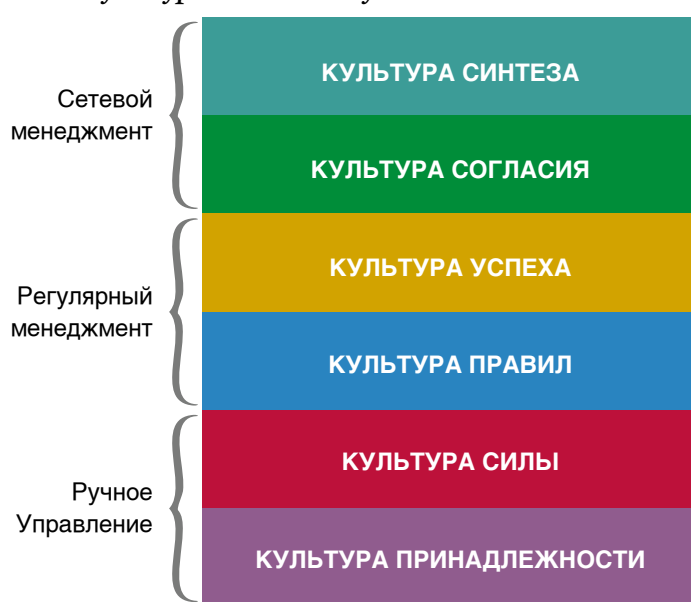 КУЛЬТУРА СИНТЕЗА
Сетевой
менеджмент
КУЛЬТУРА СОГЛАСИЯ
КУЛЬТУРА УСПЕХА
Регулярный
менеджмент
КУЛЬТУРА ПРАВИЛ
КУЛЬТУРА СИЛЫ
Ручное
Управление
КУЛЬТУРА ПРИНАДЛЕЖНОСТИ